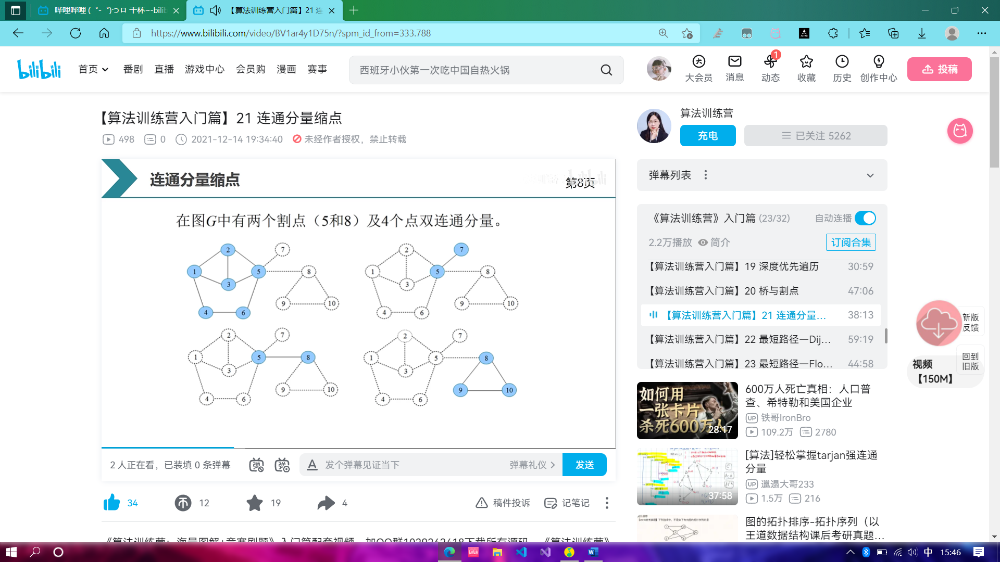 哔哩哔哩 (゜-゜)つロ 干杯~-bilib
【算法训练营入门篇】21 连
https://www.bilibili.com/video/BV1ar4y1D75n/?spm_id_from=333.788
bilibili
首页
番剧
直播
游戏中心
会员购
漫画
赛事
西班牙小伙第一次吃中国自热火锅
大会员
消息
1
动态
收藏
历史
创作中心
投稿
【算法训练营入门篇】21 连通分量缩点
498
0
2021-12-14 19:34:40
未经作者授权，禁止转载
连通分量缩点
bilibili
第8页
在图G中有两个割点（5和8）及4个点双连通分量。
2 7
1 5 8
3
9 10
4 6
2 7
1 5 8
3
9 10
4 6
2 7
1 5 8
3
9 10
4 6
2 7
1 5 8
3
9 10
4 6
2 人正在看，已装填 0 条弹幕
弹
弹
A
发个弹幕见证当下
弹幕礼仪
发送
34
12
19
4
稿件投诉
记笔记
《算法训练营：海量图解+竞赛刷题》入门篇配套视频，加QQ群1029262418下载所有源码。《算法训练营》
算法训练营
充电
已关注 5262
弹幕列表
《算法训练营》入门篇 (23/32)
自动连播
2.2万播放
简介
订阅合集
【算法训练营入门篇】19 深度优先遍历 30:59
【算法训练营入门篇】20 桥与割点 47:06
【算法训练营入门篇】21 连通分量... 38:13
【算法训练营入门篇】22 最短路径—Dij... 59:19
【算法训练营入门篇】23 最短路径—Flo... 44:58
如何用
一张卡片
杀死600万人
28:17
600万人死亡真相：人口普
查、希特勒和美国企业
UP 铁哥IronBro
109.2万
2780
37:58
[算法]轻松掌握tarjan强连通
分量
UP 邋遢大哥233
1.5万
216
图的拓扑排序-拓扑序列（以
王道数据结构课后考研真题...
新版
反馈
回到
旧版
视频
【150M】
中
15:46